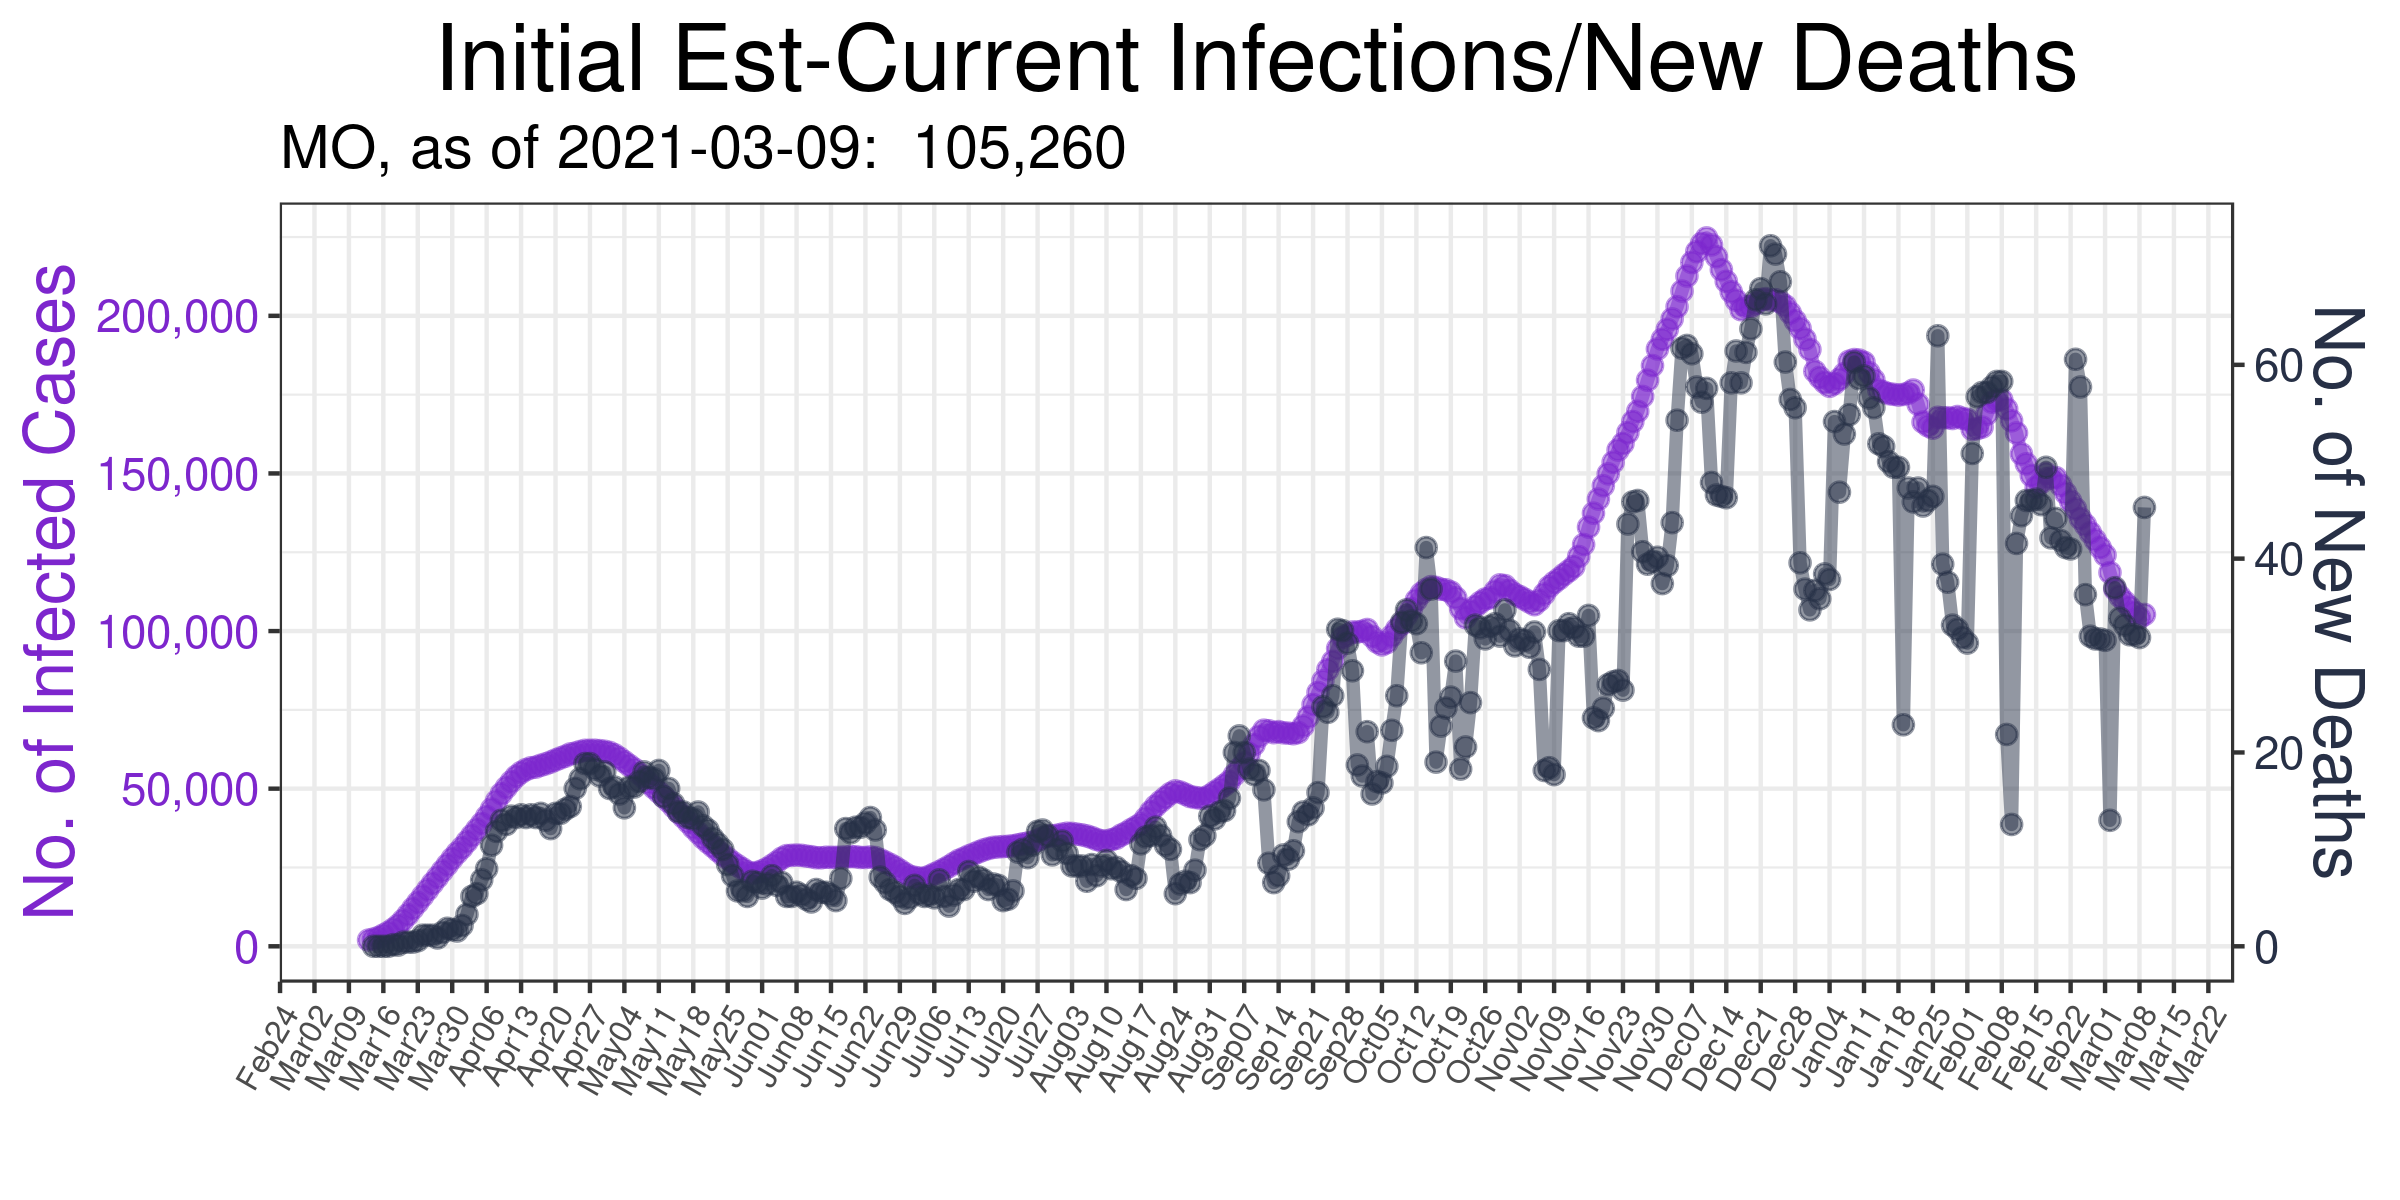 Initial Est-Current Infections/New Deaths
MO, as of 2021-03-09:  105,260
No. of Infected Cases
200,000
150,000
100,000
50,000
0
60
40
20
0
No. of New Deaths
Feb24
Mar02
Mar09
Mar16
Mar23
Mar30
Apr06
Apr13
Apr20
Apr27
May04
May11
May18
May25
Jun01
Jun08
Jun15
Jun22
Jun29
Jul06
Jul13
Jul20
Jul27
Aug03
Aug10
Aug17
Aug24
Aug31
Sep07
Sep14
Sep21
Sep28
Oct05
Oct12
Oct19
Oct26
Nov02
Nov09
Nov16
Nov23
Nov30
Dec07
Dec14
Dec21
Dec28
Jan04
Jan11
Jan18
Jan25
Feb01
Feb08
Feb15
Feb22
Mar01
Mar08
Mar15
Mar22